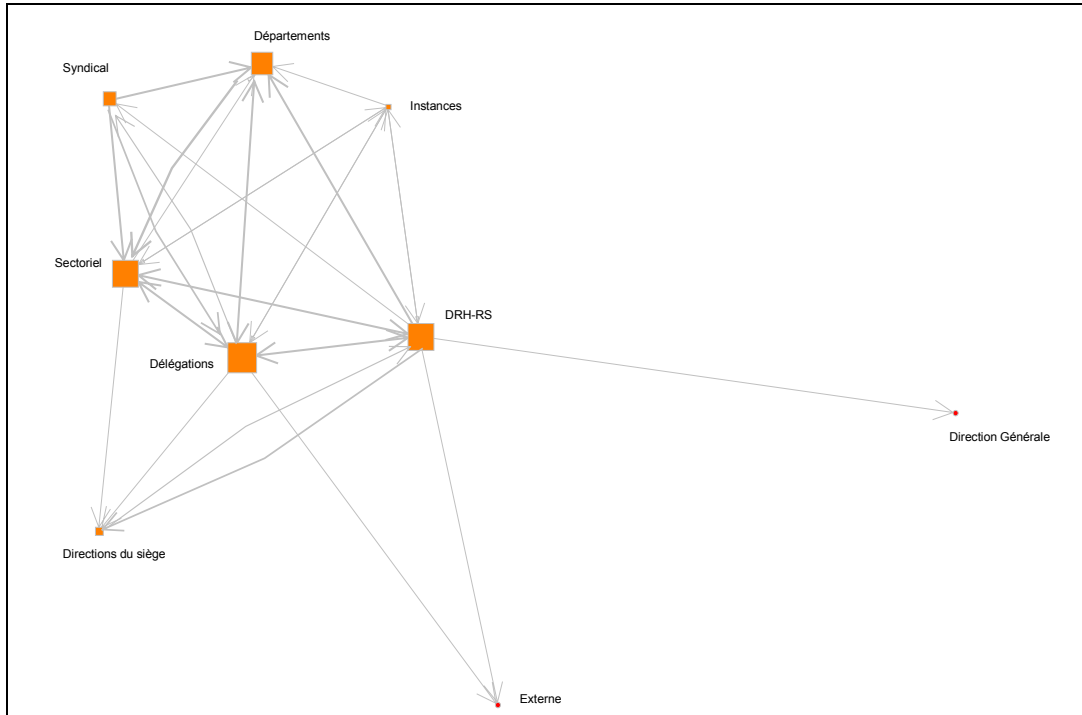 Départements
Syndical
Instances
Sectoriel
DRH-RS
Délégations
Direction Générale
Directions du siège
Externe